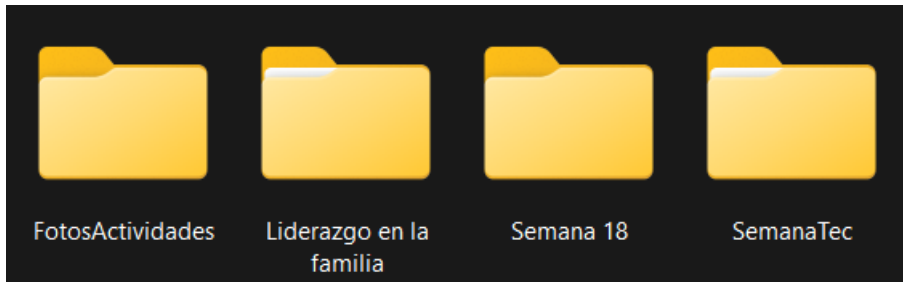 FotosActividades
Liderazgo en la
familia
Semana 18
SemanaTec